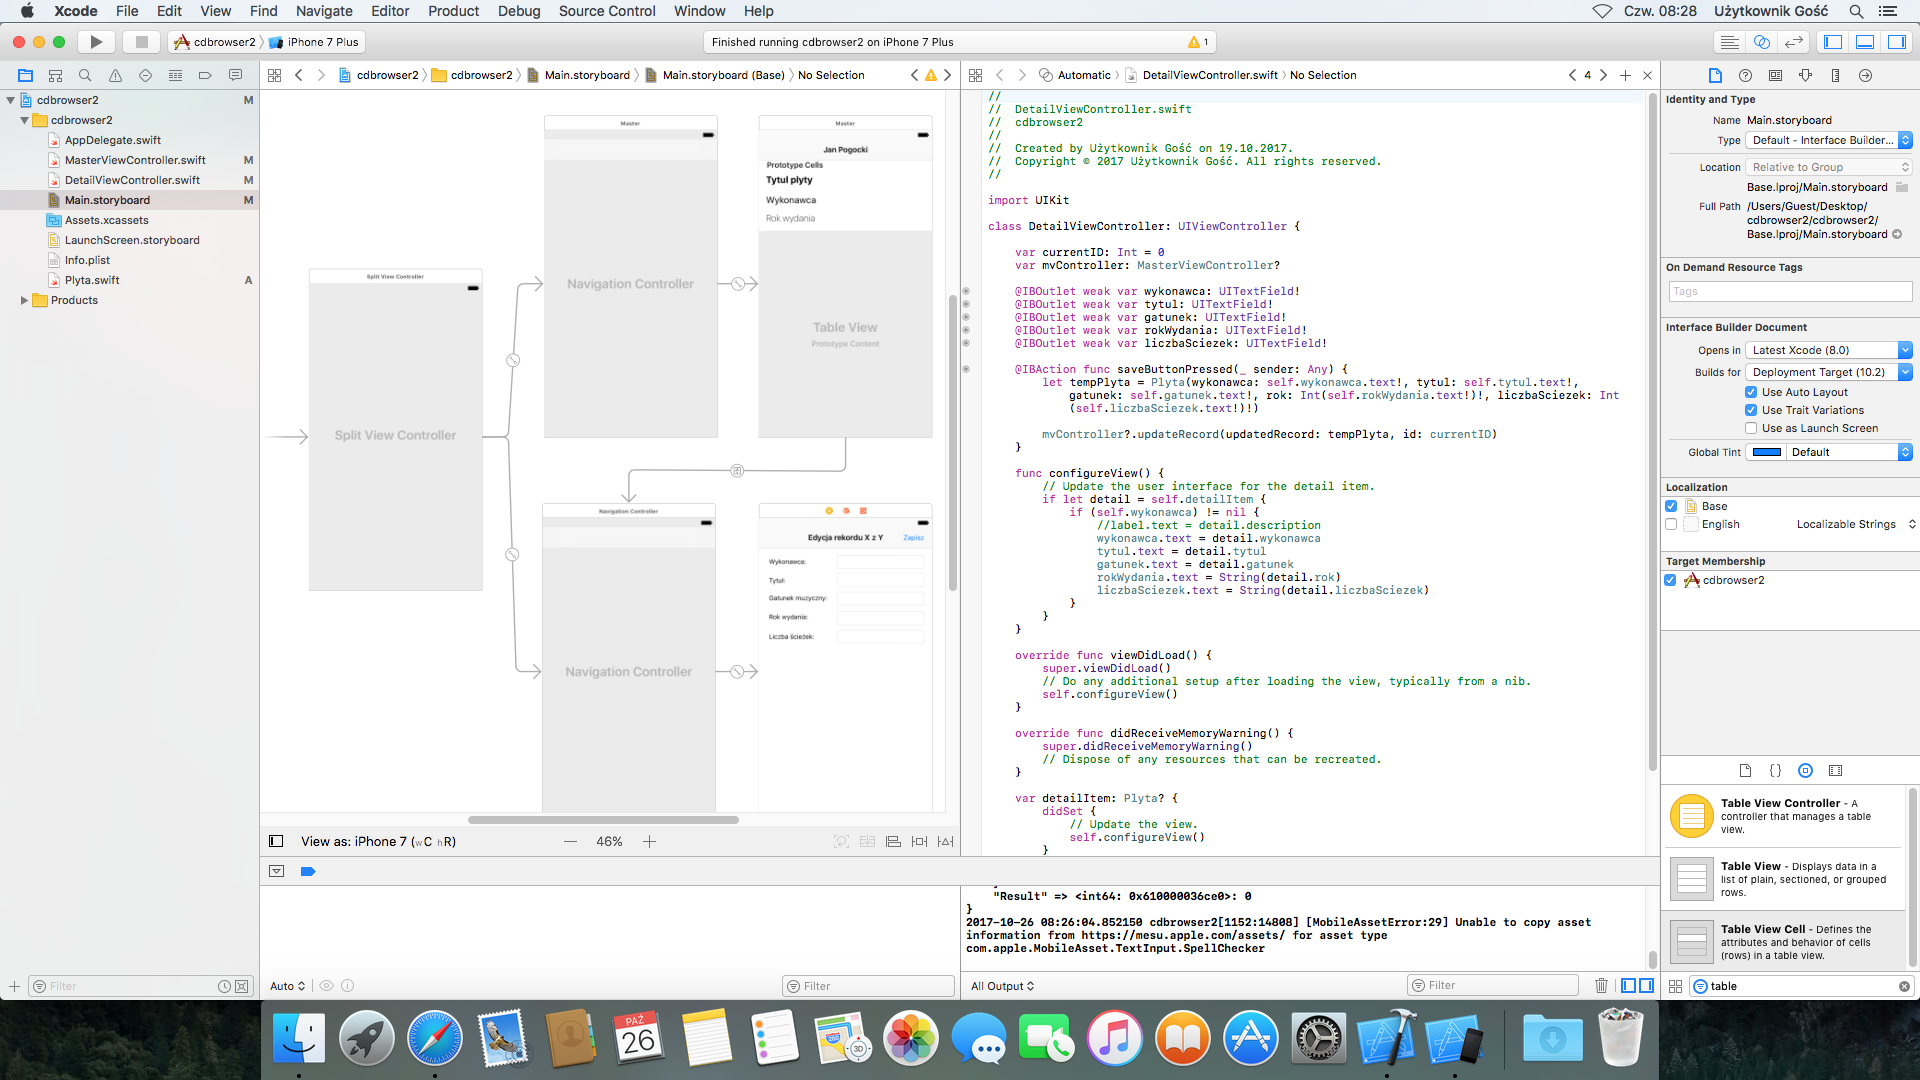 Xcode File Edit View Find Navigate Editor Product Debug Source Control Window Help
Czw. 08:28 Użytkownik Gość
cdbrowser2 iPhone 7 Plus
Finished running cdbrowser2 on iPhone 7 Plus
1
cdbrowser2 M
cdbrowser2
AppDelegate.swift
MasterViewController.swift M
DetailViewController.swift M
Main.storyboard M
Assets.xcassets
LaunchScreen.storyboard
Info.plist
Plyta.swift A
Products
Filter
cdbrowser2 cdbrowser2 Main.storyboard Main.storyboard (Base) No Selection
Master
Navigation Controller
Master
Jan Pogocki
Prototype Cells
Tytul plyty
Wykonawca
Rok wydania
Table View
Prototype Content
Split View Controller
Split View Controller
Navigation Controller
Navigation Controller
Edycja rekordu X z Y Zapisz
Wykonawca:
Tytuł:
Gatunek muzyczny:
Rok wydania:
Liczba ścieżek:
View as: iPhone 7 (wC hR)
46%
Automatic DetailViewController.swift No Selection
4
//
//  DetailViewController.swift
//  cdbrowser2
//
//  Created by Użytkownik Gość on 19.10.2017.
//  Copyright © 2017 Użytkownik Gość. All rights reserved.
//
import UIKit
class DetailViewController: UIViewController {
var currentID: Int = 0
var mvController: MasterViewController?
@IBOutlet weak var wykonawca: UITextField!
@IBOutlet weak var tytul: UITextField!
@IBOutlet weak var gatunek: UITextField!
@IBOutlet weak var rokWydania: UITextField!
@IBOutlet weak var liczbaSciezek: UITextField!
@IBAction func saveButtonPressed(_ sender: Any) {
let tempPlyta = Plyta(wykonawca: self.wykonawca.text!, tytul: self.tytul.text!,
gatunek: self.gatunek.text!, rok: Int(self.rokWydania.text!)!, liczbaSciezek: Int
(self.liczbaSciezek.text!)!)
mvController?.updateRecord(updatedRecord: tempPlyta, id: currentID)
}
func configureView() {
// Update the user interface for the detail item.
if let detail = self.detailItem {
if (self.wykonawca) != nil {
//label.text = detail.description
wykonawca.text = detail.wykonawca
tytul.text = detail.tytul
gatunek.text = detail.gatunek
rokWydania.text = String(detail.rok)
liczbaSciezek.text = String(detail.liczbaSciezek)
}
}
}
override func viewDidLoad() {
super.viewDidLoad()
// Do any additional setup after loading the view, typically from a nib.
self.configureView()
}
override func didReceiveMemoryWarning() {
super.didReceiveMemoryWarning()
// Dispose of any resources that can be recreated.
}
var detailItem: Plyta? {
didSet {
// Update the view.
self.configureView()
}
"Result" => <int64: 0x610000036ce0>: 0
}
2017-10-26 08:26:04.852150 cdbrowser2[1152:14808] [MobileAssetError:29] Unable to copy asset
information from https://mesu.apple.com/assets/ for asset type
com.apple.MobileAsset.TextInput.SpellChecker
Auto
Filter
All Output
Filter
Identity and Type
Name Main.storyboard
Type Default - Interface Builder...
Location Relative to Group
Base.lproj/Main.storyboard
Full Path /Users/Guest/Desktop/
cdbrowser2/cdbrowser2/
Base.lproj/Main.storyboard
On Demand Resource Tags
Tags
Interface Builder Document
Opens in Latest Xcode (8.0)
Builds for Deployment Target (10.2)
Use Auto Layout
Use Trait Variations
Use as Launch Screen
Global Tint Default
Localization
Base
English Localizable Strings
Target Membership
cdbrowser2
Table View Controller - A
controller that manages a table
view.
Table View - Displays data in a
list of plain, sectioned, or grouped
rows.
Table View Cell - Defines the
attributes and behavior of cells
(rows) in a table view.
table
PAŹ
26
280
3D